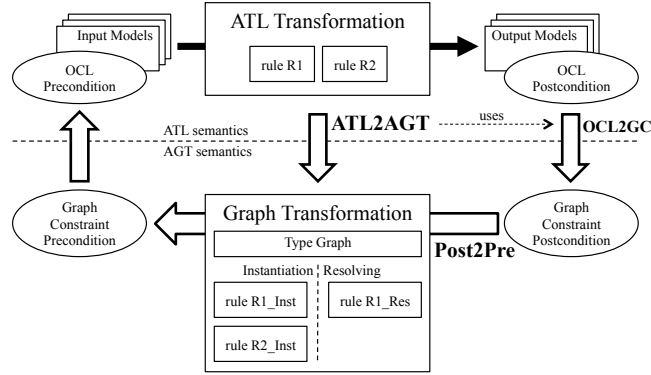 Input Models
OCL
Precondition
ATL Transformation
rule R1
rule R2
Output Models
OCL
Postcondition
ATL semantics
AGT semantics
ATL2AGT
uses
OCL2GC
Graph
Constraint
Precondition
Graph Transformation
Type Graph
Instantiation
Resolving
rule R1_Inst
rule R1_Res
rule R2_Inst
Post2Pre
Graph
Constraint
Postcondition